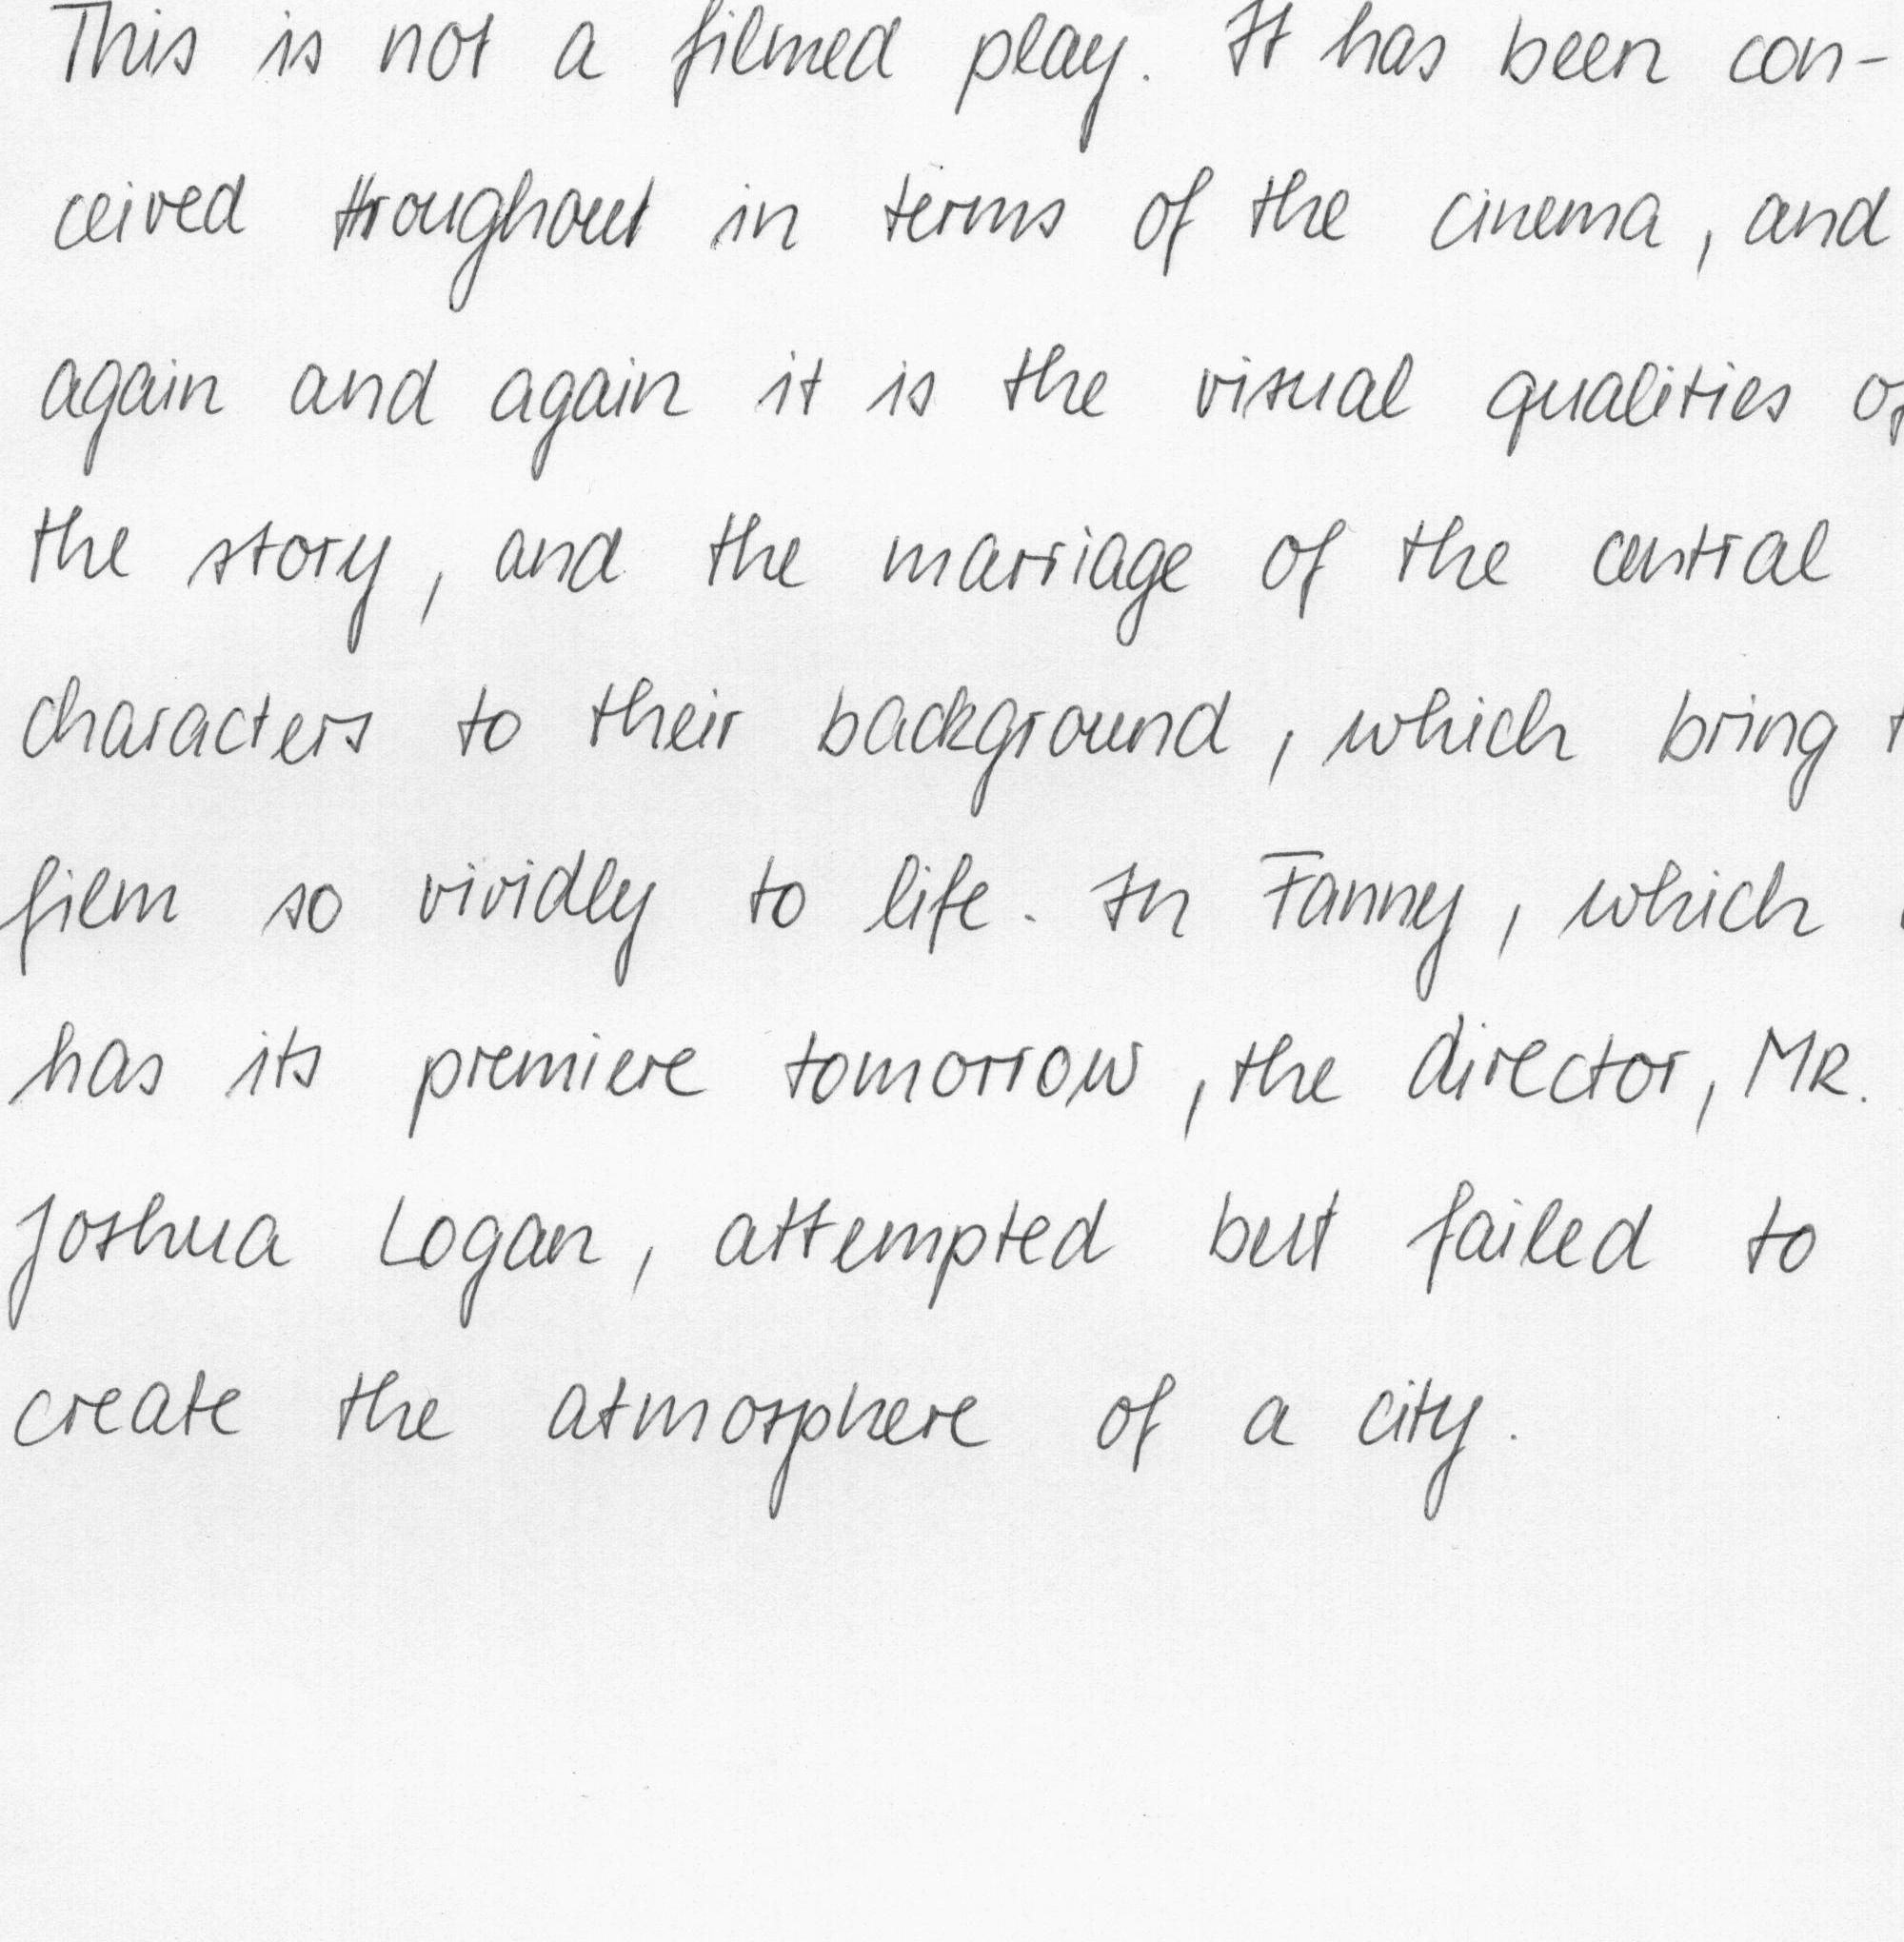 This is not a filmed play. It has been con-
ceived troughout in terms of the cinema, and
again and again it is the visual qualities of
the story, and the marriage of the central
characters to their background, which bring
film so vividly to life. In Fanny, which
has its premiere tomorrow, the director, MR.
Joshua Logan, attempted but failed to
create the atmosphere of a city.